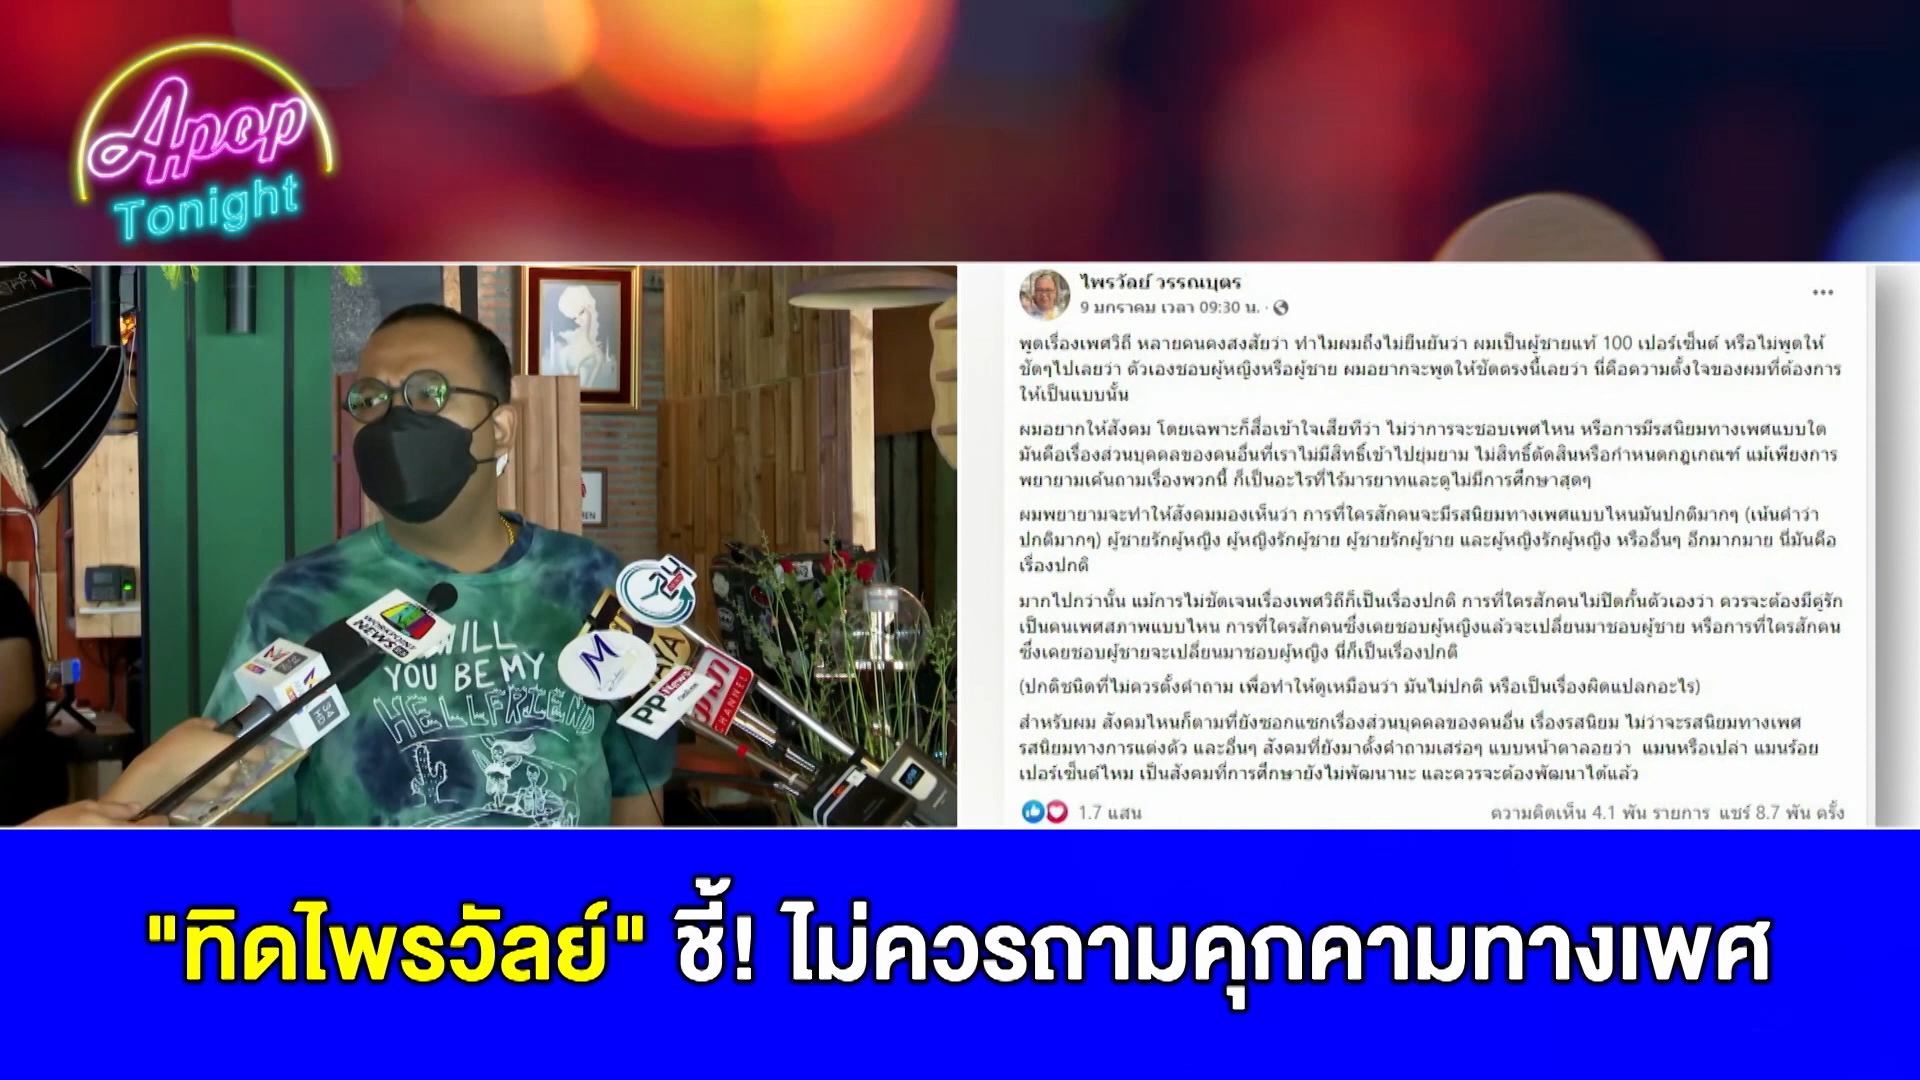 Apop
Tonight
ไพรวัลย์ วรรณบุตร
9 มกราคม เวลา 09:30 น.
พูดเรื่องเพศวิถี หลายคนคงสงสัยว่า ทำไมผมถึงไม่ยืนยันว่า ผมเป็นผู้ชายแท้ 100 เปอร์เซ็นต์ หรือไม่พูดให้
ชัดๆไปเลยว่า ตัวเองชอบผู้หญิงหรือผู้ชาย ผมอยากจะพูดให้ชัดตรงนี้เลยว่า นี่คือความตั้งใจของผมที่ต้องการ
ให้เป็นแบบนั้น
ผมอยากให้สังคม โดยเฉพาะก็สื่อเข้าใจเสียทีว่า ไม่ว่าการจะชอบเพศไหน หรือการมีรสนิยมทางเพศแบบใด
มันคือเรื่องส่วนบุคคลของคนอื่นที่เราไม่มีสิทธิ์เข้าไปยุ่มยาม ไม่สิทธิ์ตัดสินหรือกำหนดกฎเกณฑ์ แม้เพียงการ
พยายามเค้นถามเรื่องพวกนี้ ก็เป็นอะไรที่ไร้มารยาทและดูไม่มีการศึกษาสุดๆ
ผมพยายามจะทำให้สังคมมองเห็นว่า การที่ใครสักคนจะมีรสนิยมทางเพศแบบไหนมันปกติมากๆ (เน้นคำว่า
ปกติมากๆ) ผู้ชายรักผู้หญิง ผู้หญิงรักผู้ชาย ผู้ชายรักผู้ชาย และผู้หญิงรักผู้หญิง หรืออื่นๆ อีกมากมาย นี่มันคือ
เรื่องปกติ
มากไปกว่านั้น แม้การไม่ชัดเจนเรื่องเพศวิถีก็เป็นเรื่องปกติ การที่ใครสักคนไม่ปิดกั้นตัวเองว่า ควรจะต้องมีคู่รัก
เป็นคนเพศสภาพแบบไหน การที่ใครสักคนซึ่งเคยชอบผู้หญิงแล้วจะเปลี่ยนมาชอบผู้ชาย หรือการที่ใครสักคน
ซึ่งเคยชอบผู้ชายจะเปลี่ยนมาชอบผู้หญิง นี่ก็เป็นเรื่องปกติ
(ปกติชนิดที่ไม่ควรตั้งคำถาม เพื่อทำให้ดูเหมือนว่า มันไม่ปกติ หรือเป็นเรื่องผิดแปลกอะไร)
สำหรับผม สังคมไหนก็ตามที่ยังซอกแซกเรื่องส่วนบุคคลของคนอื่น เรื่องรสนิยม ไม่ว่าจะรสนิยมทางเพศ
รสนิยมทางการแต่งตัว และอื่นๆ สังคมที่ยังมาตั้งคำถามเสร่อๆ แบบหน้าตาลอยว่า แมนหรือเปล่า แมนร้อย
เปอร์เซ็นต์ไหม เป็นสังคมที่การศึกษายังไม่พัฒนานะ และควรจะต้องพัฒนาได้แล้ว
1.7 แสน
ความคิดเห็น 4.1 พัน รายการ แชร์ 8.7 พัน ครั้ง
WILL
YOU BE MY
HELLFRIEND
NEWS
Y24
M
PP
News
CHANNEL
"ทิดไพรวัลย์" ชี้! ไม่ควรถามคุกคามทางเพศ